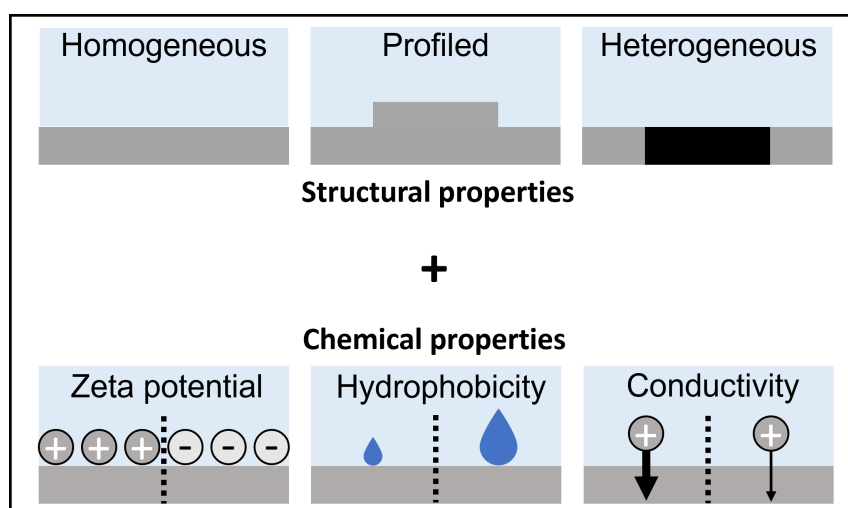 Homogeneous Profiled Heterogeneous
Structural properties
+
Chemical properties
Zeta potential Hydrophobicity Conductivity
+ + + - - - + +